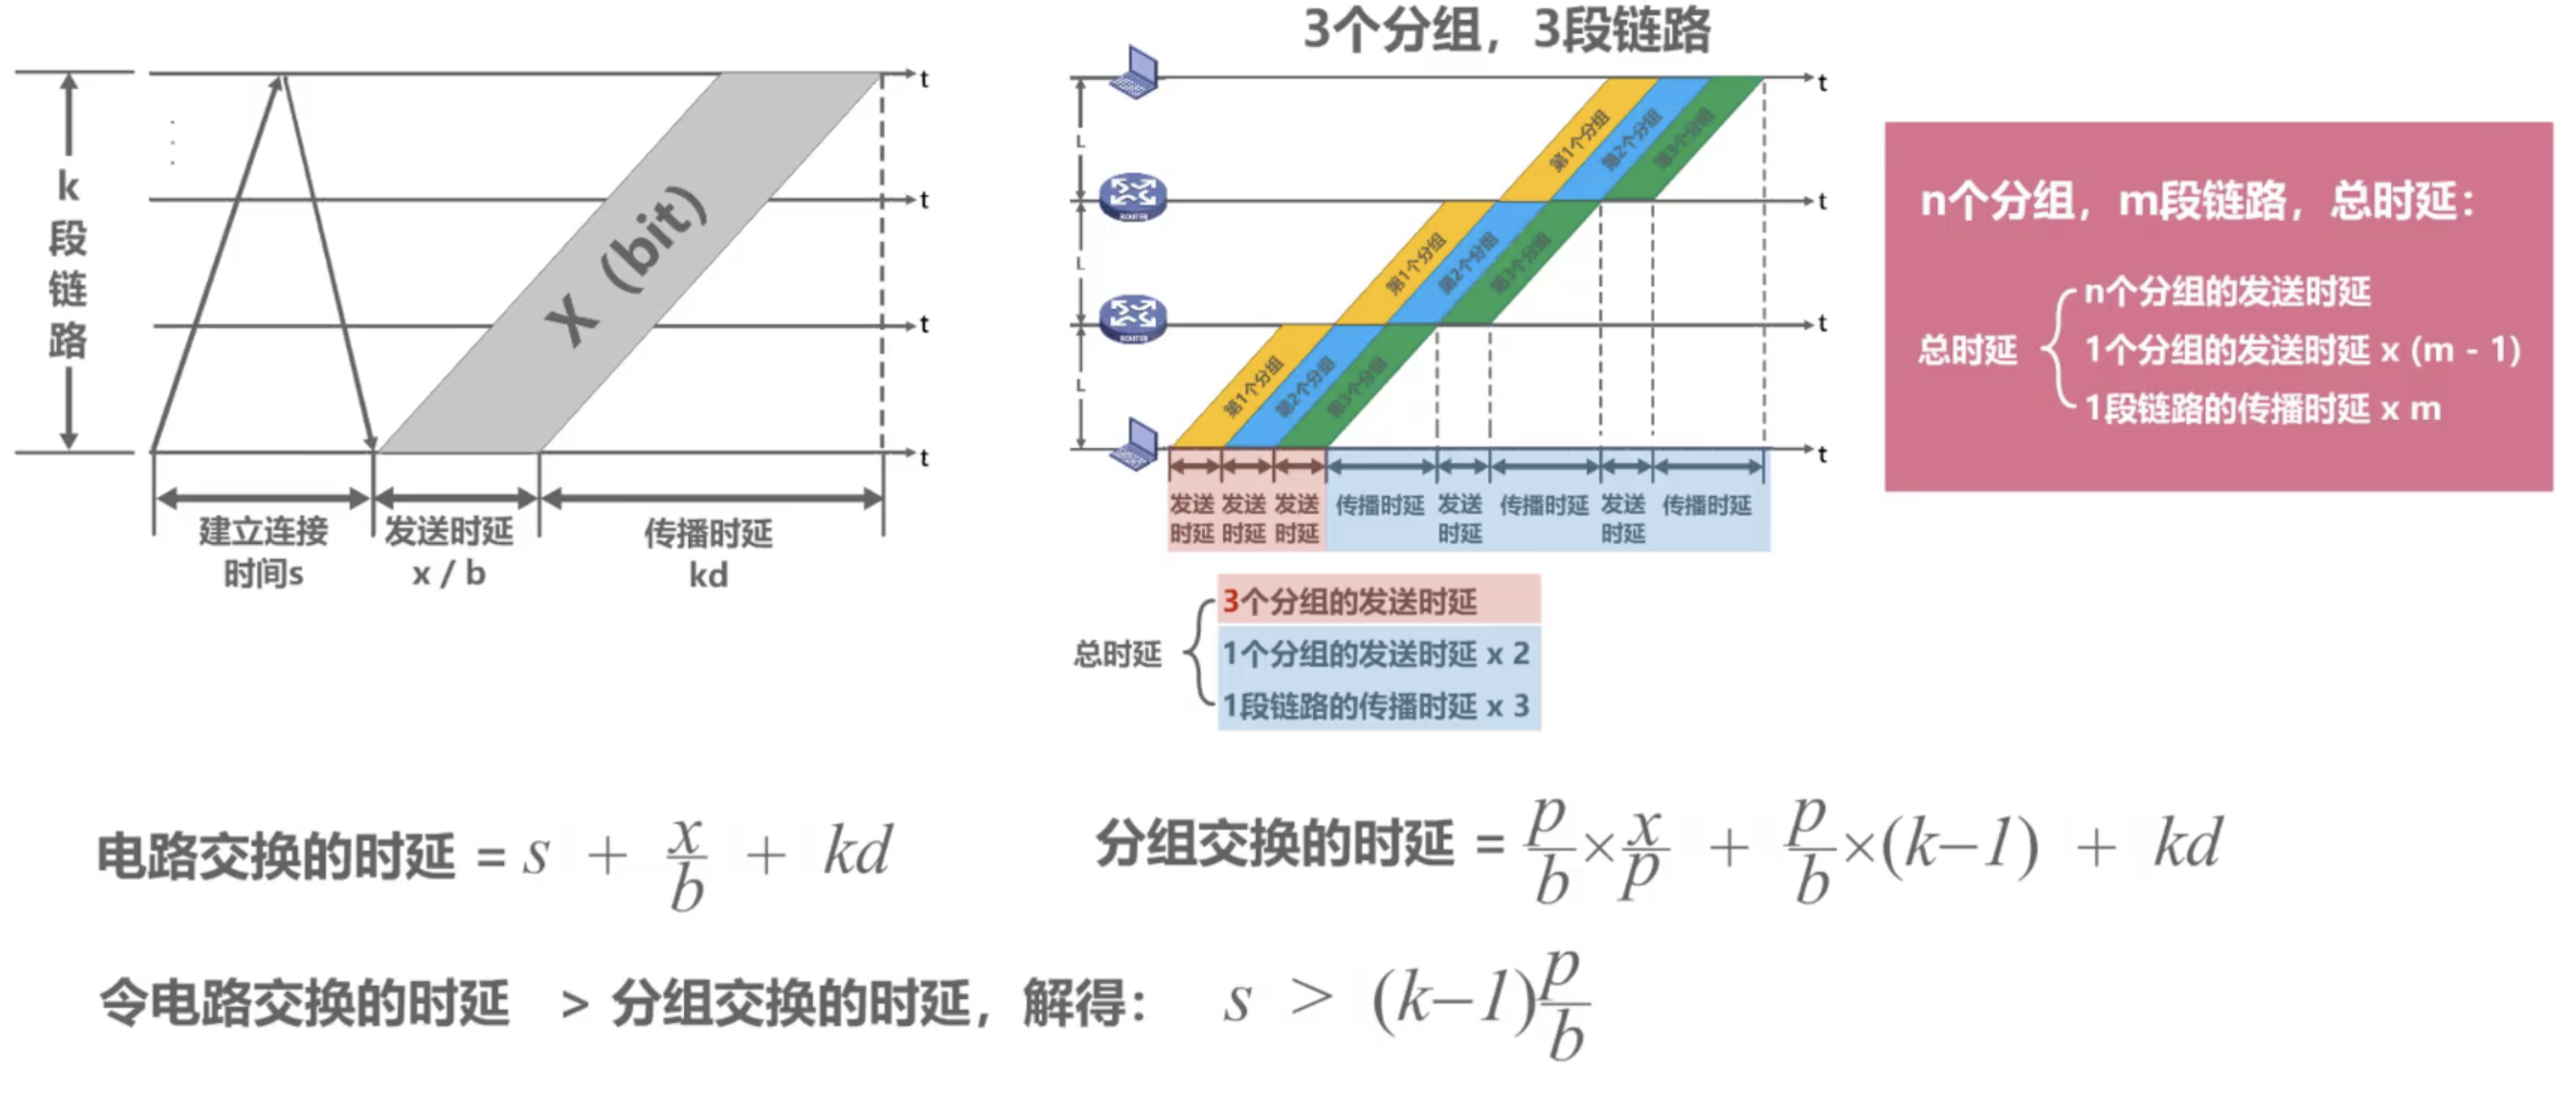 t
t
t
t
k
段
链
路
X (bit)
建立连接
时间s
发送时延
x / b
传播时延
kd
3个分组，3段链路
t
t
t
t
L
L
L
ROUTER
ROUTER
第1个分组
第2个分组
第3个分组
第1个分组
第2个分组
第3个分组
第1个分组
第2个分组
第3个分组
发送
时延
发送
时延
发送
时延
传播时延
发送
时延
传播时延
发送
时延
传播时延
总时延
3个分组的发送时延
1个分组的发送时延 x 2
1段链路的传播时延 x 3
n个分组，m段链路，总时延：
总时延
n个分组的发送时延
1个分组的发送时延 x (m - 1)
1段链路的传播时延 x m
电路交换的时延 = s + x/b + kd
分组交换的时延 = p/b × x/p + p/b ×(k−1) + kd
令电路交换的时延 > 分组交换的时延，解得： s > (k−1) p/b